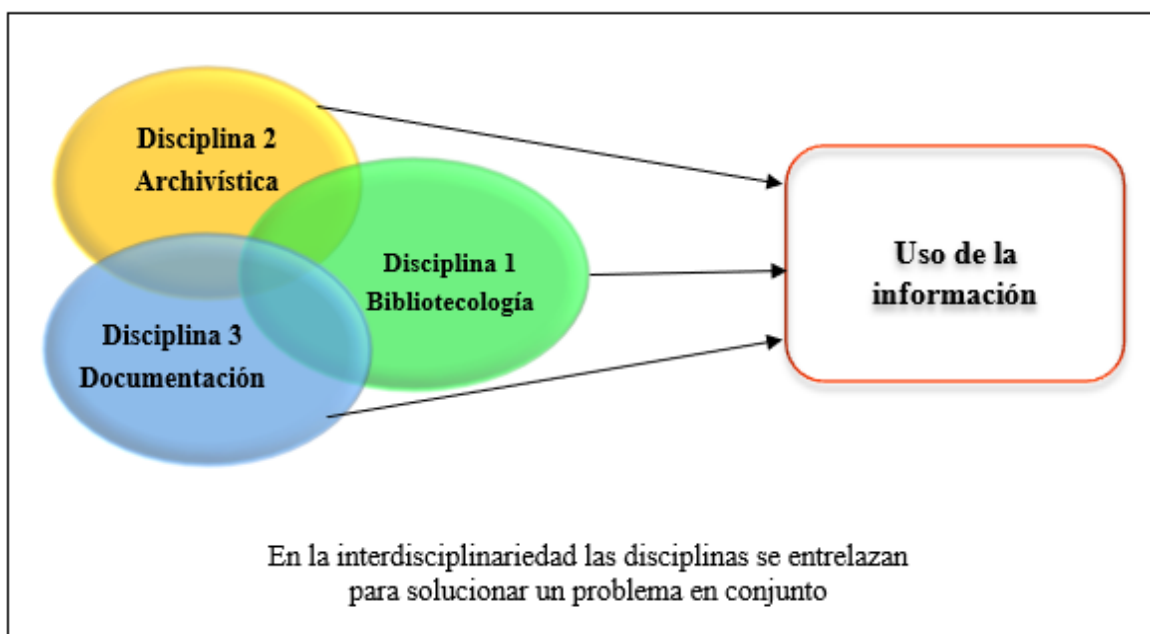 Disciplina 2
Archivística
Disciplina 1
Bibliotecología
Disciplina 3
Documentación
Uso de la
información
En la interdisciplinariedad las disciplinas se entrelazan
para solucionar un problema en conjunto